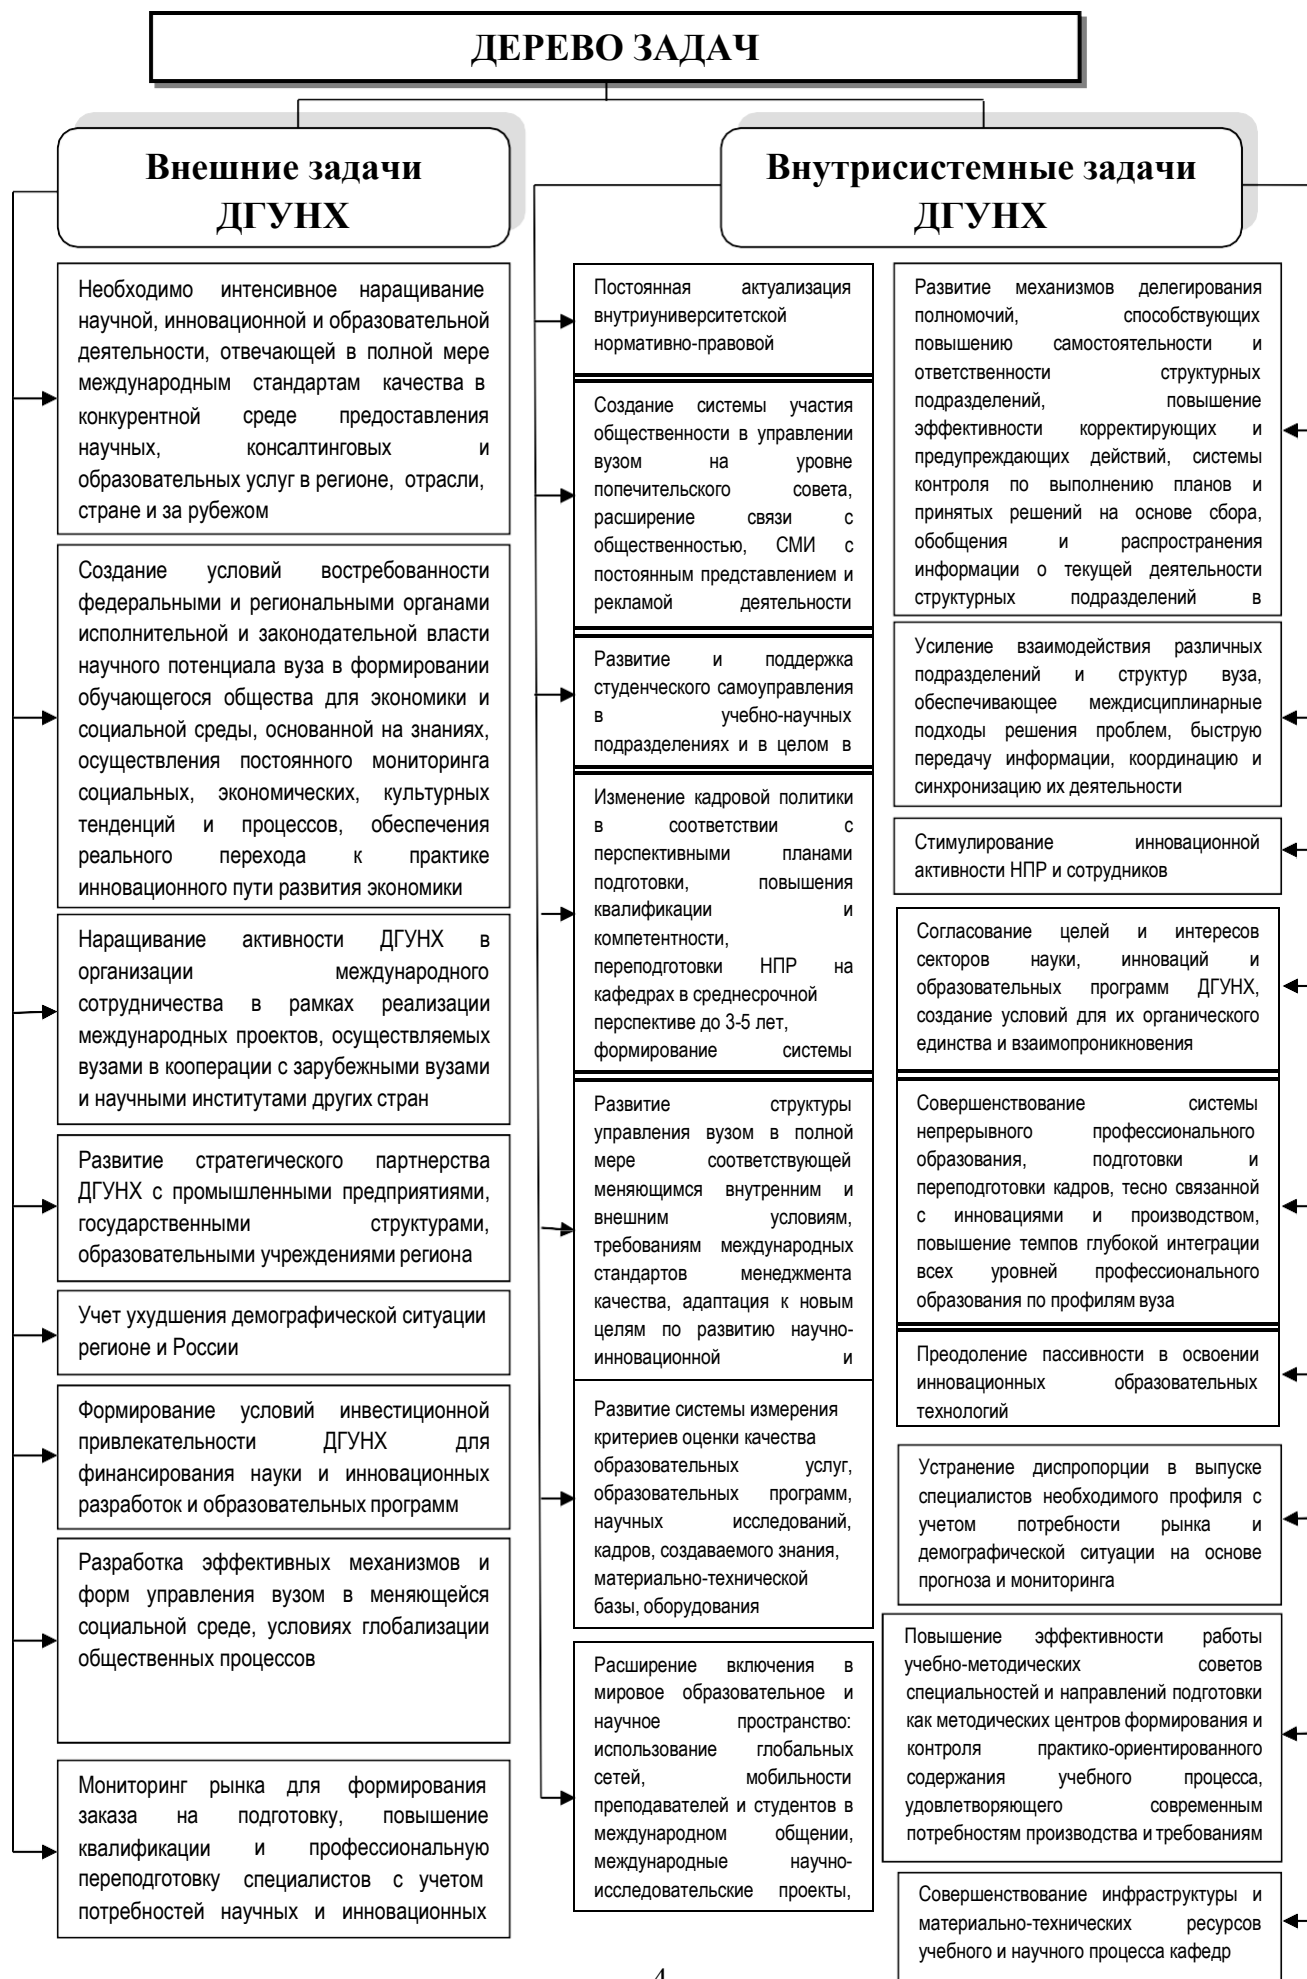 ДЕРЕВО ЗАДАЧ
Внешние задачи
ДГУНХ
Необходимо интенсивное наращивание
научной, инновационной и образовательной
деятельности, отвечающей в полной мере
международным стандартам качества в
конкурентной среде предоставления
научных, консалтинговых и
образовательных услуг в регионе, отрасли,
стране и за рубежом
Создание условий востребованности
федеральными и региональными органами
исполнительной и законодательной власти
научного потенциала вуза в формировании
обучающегося общества для экономики и
социальной среды, основанной на знаниях,
осуществления постоянного мониторинга
социальных, экономических, культурных
тенденций и процессов, обеспечения
реального перехода к практике
инновационного пути развития экономики
Наращивание активности ДГУНХ в
организации международного
сотрудничества в рамках реализации
международных проектов, осуществляемых
вузами в кооперации с зарубежными вузами
и научными институтами других стран
Развитие стратегического партнерства
ДГУНХ с промышленными предприятиями,
государственными структурами,
образовательными учреждениями региона
Учет ухудшения демографической ситуации
регионе и России
Формирование условий инвестиционной
привлекательности ДГУНХ для
финансирования науки и инновационных
разработок и образовательных программ
Разработка эффективных механизмов и
форм управления вузом в меняющейся
социальной среде, условиях глобализации
общественных процессов
Мониторинг рынка для формирования
заказа на подготовку, повышение
квалификации и профессиональную
переподготовку специалистов с учетом
потребностей научных и инновационных
Внутрисистемные задачи
ДГУНХ
Постоянная актуализация
внутриуниверситетской
нормативно-правовой
Создание системы участия
общественности в управлении
вузом на уровне
попечительского совета,
расширение связи с
общественностью, СМИ с
постоянным представлением и
рекламой деятельности
Развитие и поддержка
студенческого самоуправления
в учебно-научных
подразделениях и в целом в
Изменение кадровой политики
в соответствии с
перспективными планами
подготовки, повышения
квалификации и
компетентности,
переподготовки НПР на
кафедрах в среднесрочной
перспективе до 3-5 лет,
формирование системы
Развитие структуры
управления вузом в полной
мере соответствующей
меняющимся внутренним и
внешним условиям,
требованиям международных
стандартов менеджмента
качества, адаптация к новым
целям по развитию научно-
инновационной и
Развитие системы измерения
критериев оценки качества
образовательных услуг,
образовательных программ,
научных исследований,
кадров, создаваемого знания,
материально-технической
базы, оборудования
Расширение включения в
мировое образовательное и
научное пространство:
использование глобальных
сетей, мобильности
преподавателей и студентов в
международном общении,
международные научно-
исследовательские проекты,
Развитие механизмов делегирования
полномочий, способствующих
повышению самостоятельности и
ответственности структурных
подразделений, повышение
эффективности корректирующих и
предупреждающих действий, системы
контроля по выполнению планов и
принятых решений на основе сбора,
обобщения и распространения
информации о текущей деятельности
структурных подразделений в
Усиление взаимодействия различных
подразделений и структур вуза,
обеспечивающее междисциплинарные
подходы решения проблем, быструю
передачу информации, координацию и
синхронизацию их деятельности
Стимулирование инновационной
активности НПР и сотрудников
Согласование целей и интересов
секторов науки, инноваций и
образовательных программ ДГУНХ,
создание условий для их органического
единства и взаимопроникновения
Совершенствование системы
непрерывного профессионального
образования, подготовки и
переподготовки кадров, тесно связанной
с инновациями и производством,
повышение темпов глубокой интеграции
всех уровней профессионального
образования по профилям вуза
Преодоление пассивности в освоении
инновационных образовательных
технологий
Устранение диспропорции в выпуске
специалистов необходимого профиля с
учетом потребности рынка и
демографической ситуации на основе
прогноза и мониторинга
Повышение эффективности работы
учебно-методических советов
специальностей и направлений подготовки
как методических центров формирования и
контроля практико-ориентированного
содержания учебного процесса,
удовлетворяющего современным
потребностям производства и требованиям
Совершенствование инфраструктуры и
материально-технических ресурсов
учебного и научного процесса кафедр
4